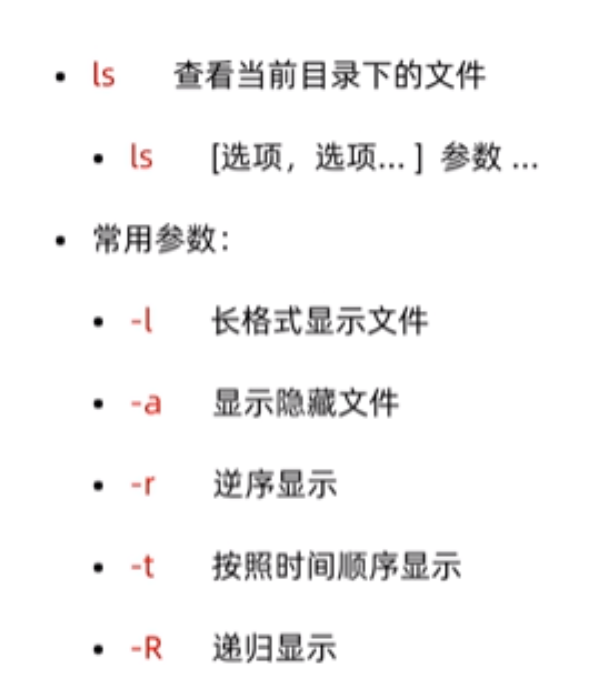 • ls 查看当前目录下的文件
• ls [选项，选项... ] 参数 ...
• 常用参数：
• -l 长格式显示文件
• -a 显示隐藏文件
• -r 逆序显示
• -t 按照时间顺序显示
• -R 递归显示